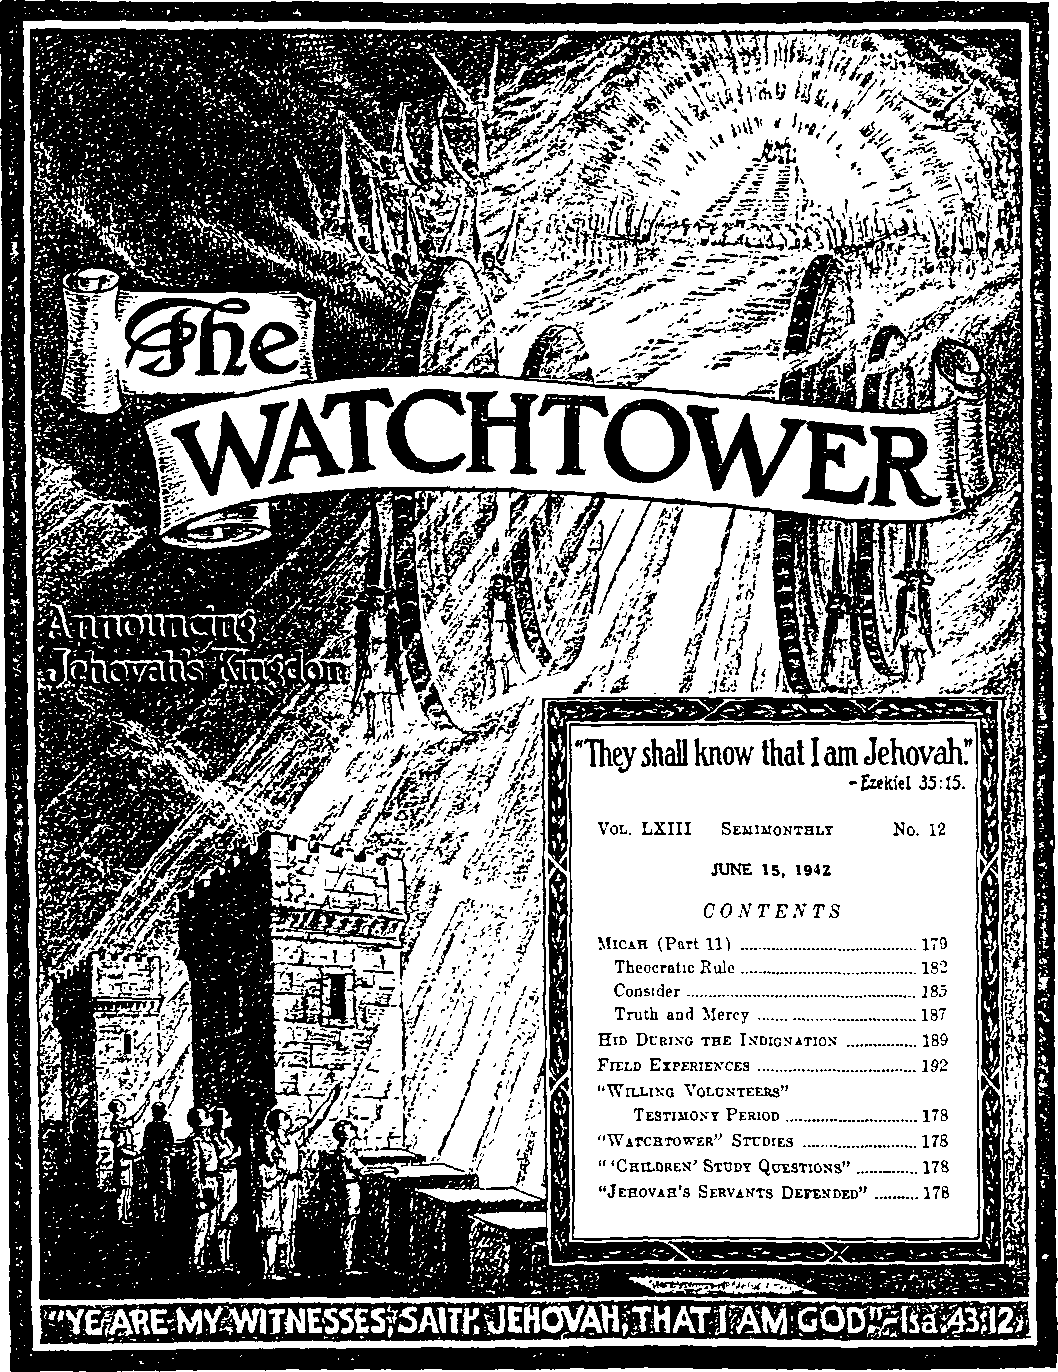 The
WATCHTOWER
Announcing
Jehovah's Kingdom
"They shall know that I am Jehovah."
- Ezekiel 35:15.
VOL. LXIII SEMIMONTHLY No. 12
JUNE 15, 1942
CONTENTS
MICAH (Part 11) ........ 179
Theocratic Rule ........ 182
Consider ........ 185
Truth and Mercy ........ 187
HID DURING THE INDIGNATION ........ 189
FIELD EXPERIENCES ........ 192
"WILLING VOLUNTEERS"
TESTIMONY PERIOD ........ 178
"WATCHTOWER" STUDIES ........ 178
"'CHILDREN' STUDY QUESTIONS" ........ 178
"JEHOVAH'S SERVANTS DEFENDED" ........ 178
"YE ARE MY WITNESSES, SAITH JEHOVAH, THAT I AM GOD"-Isa. 43:12